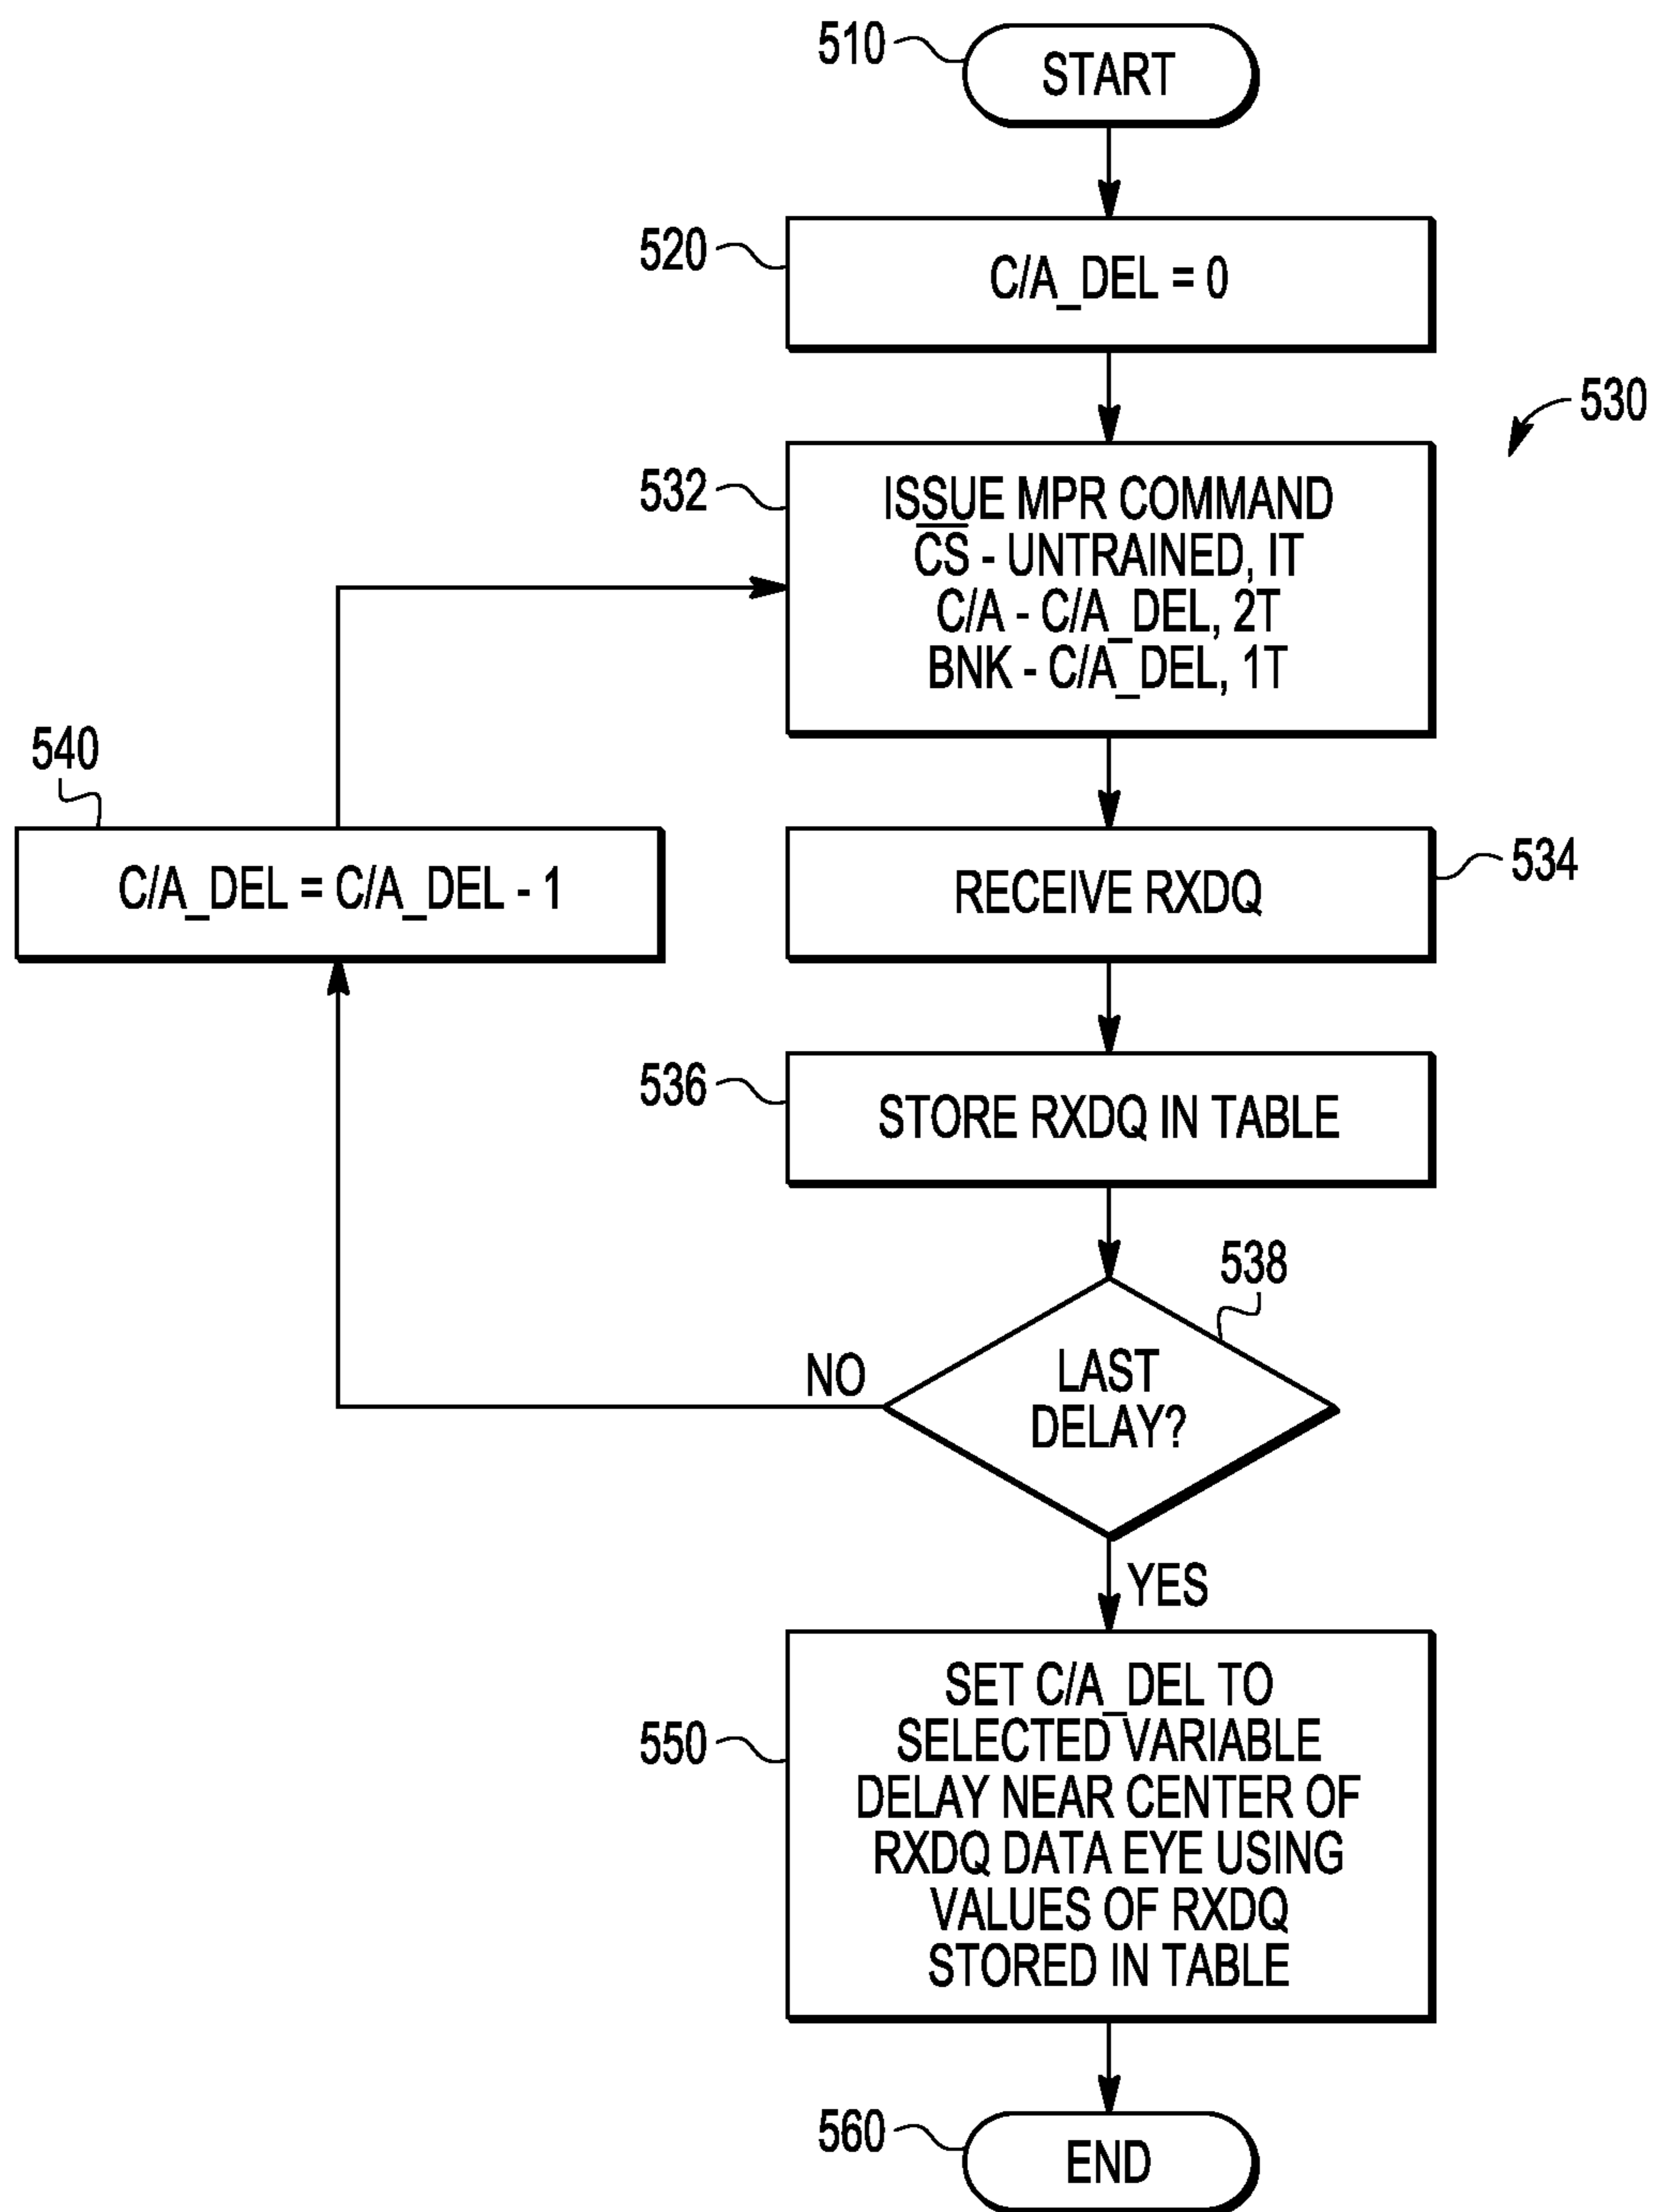 510
START
520
C/A_DEL = 0
530
532
ISSUE MPR COMMAND
C̅S̅ - UNTRAINED, IT
C/A - C/A_DEL, 2T
BNK - C/A_DEL, 1T
540
C/A_DEL = C/A_DEL - 1
RECEIVE RXDQ
534
536
STORE RXDQ IN TABLE
538
LAST
DELAY?
NO
YES
550
SET C/A_DEL TO
SELECTED VARIABLE
DELAY NEAR CENTER OF
RXDQ DATA EYE USING
VALUES OF RXDQ
STORED IN TABLE
560
END